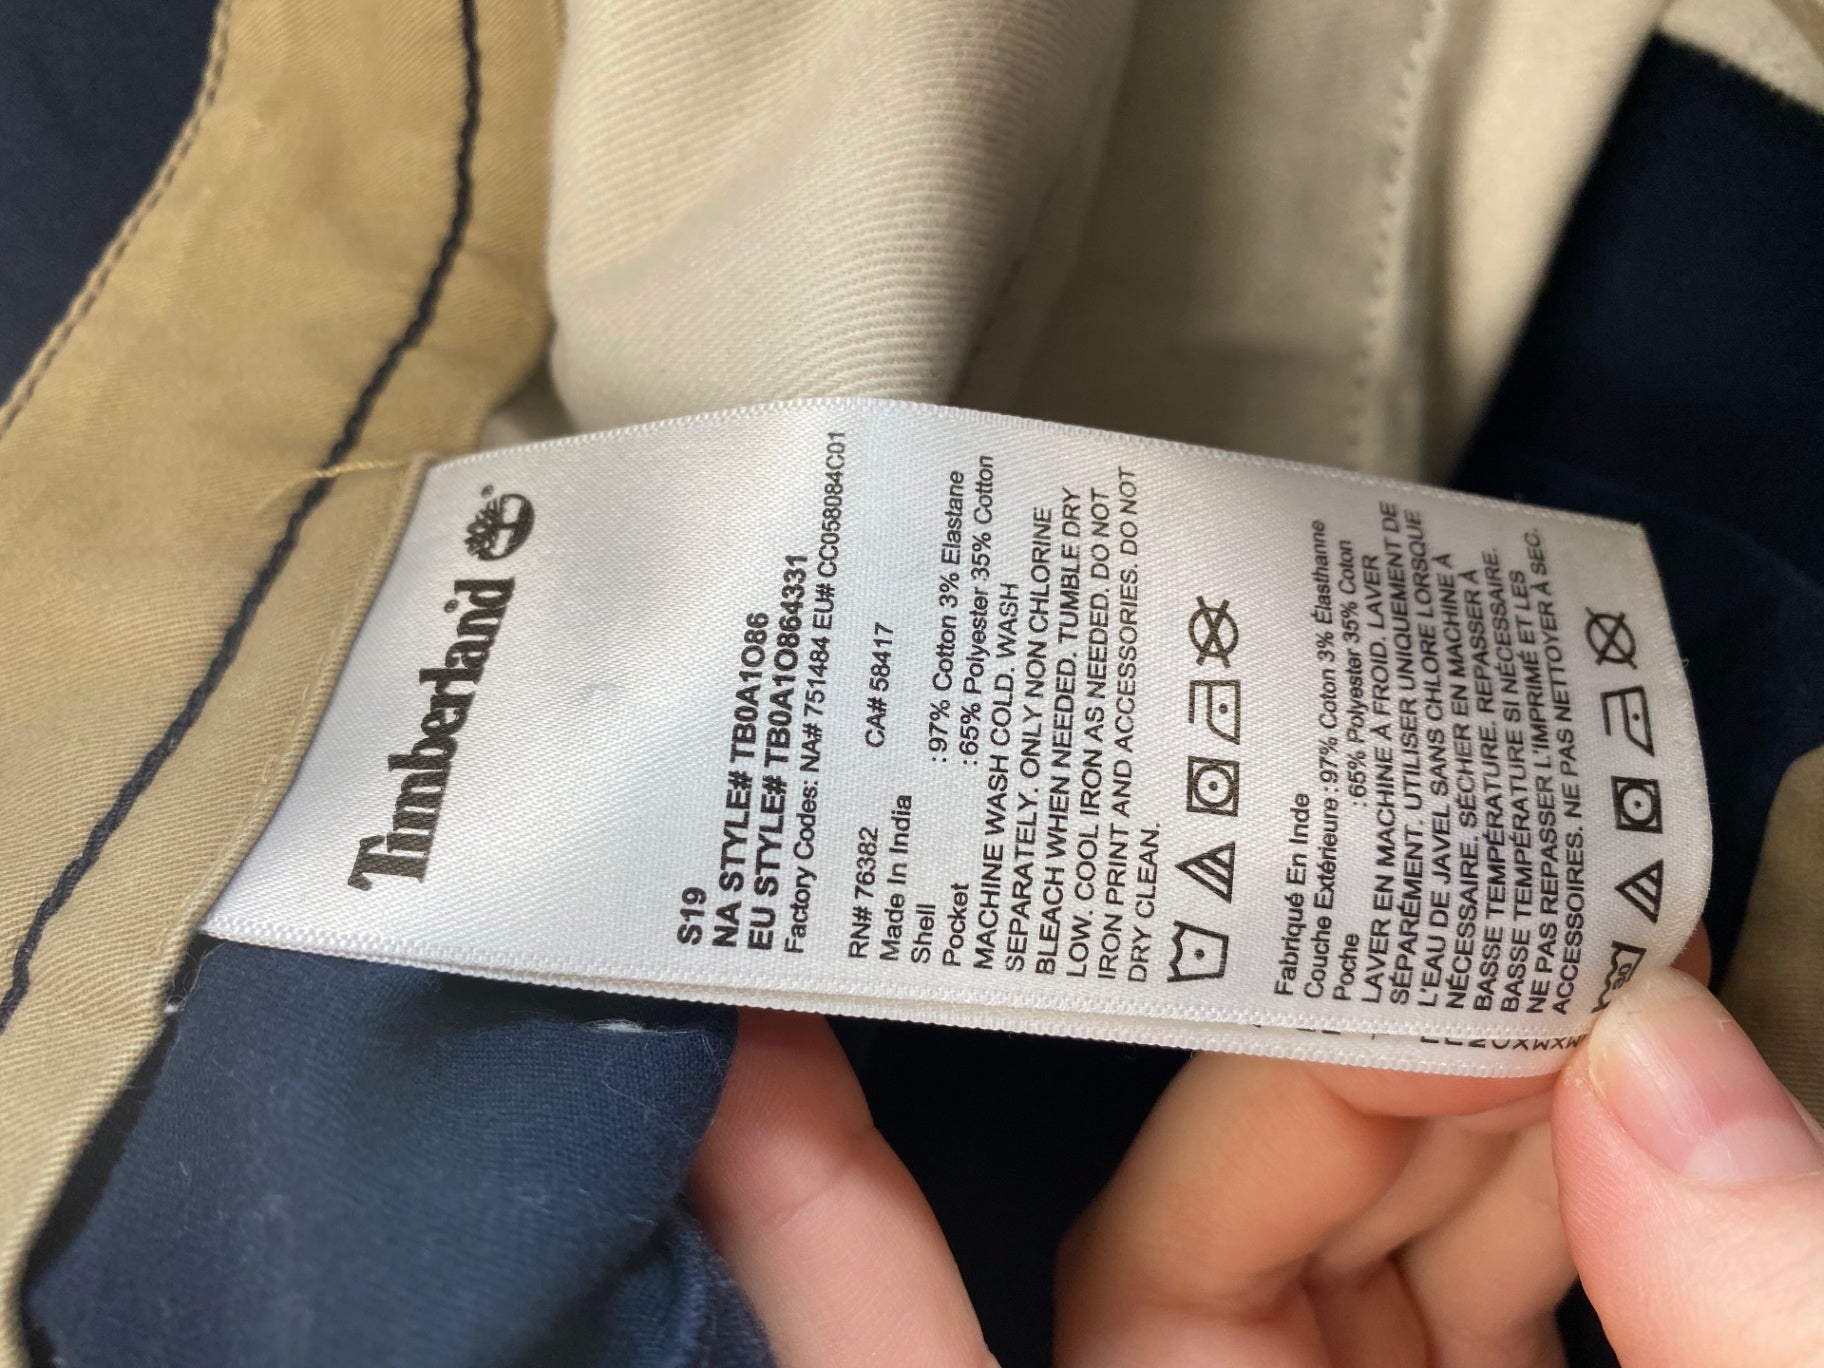 Timberland ®
S19
NA STYLE# TB0A1O86
EU STYLE# TB0A1O864331
Factory Codes: NA# 751484 EU# CC058084C01
RN# 76382 CA# 58417
Made In India
Shell :97% Cotton 3% Elastane
Pocket :65% Polyester 35% Cotton
MACHINE WASH COLD. WASH
SEPARATELY. ONLY NON CHLORINE
BLEACH WHEN NEEDED. TUMBLE DRY
LOW. COOL IRON AS NEEDED. DO NOT
IRON PRINT AND ACCESSORIES. DO NOT
DRY CLEAN.
Fabriqué En Inde
Couche Extérieure :97% Coton 3% Élasthanne
Poche :65% Polyester 35% Coton
LAVER EN MACHINE À FROID. LAVER
SÉPARÉMENT. UTILISER UNIQUEMENT DE
L'EAU DE JAVEL SANS CHLORE LORSQUE
NÉCESSAIRE. SÉCHER EN MACHINE À
BASSE TEMPÉRATURE. REPASSER À
BASSE TEMPÉRATURE SI NÉCESSAIRE.
NE PAS REPASSER L'IMPRIMÉ ET LES
ACCESSOIRES. NE PAS NETTOYER À SEC.